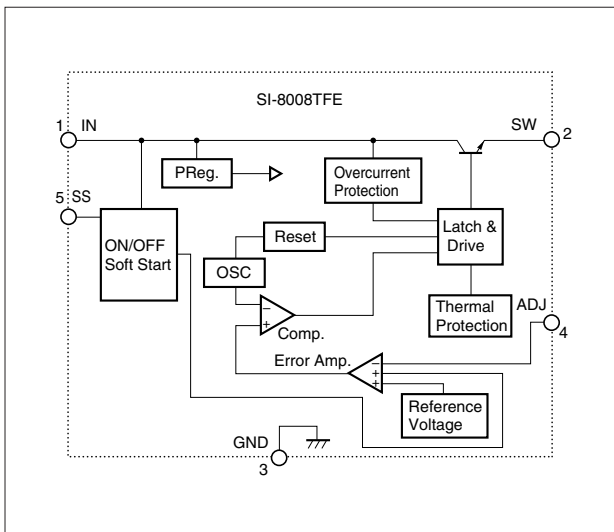 SI-8008TFE
1 IN
SW 2
PReg.
Overcurrent
Protection
5 SS
ON/OFF
Soft Start
Reset
Latch &
Drive
OSC
−
+
Comp.
Thermal
Protection
ADJ
4
Error Amp.
−
+
+
Reference
Voltage
GND
3